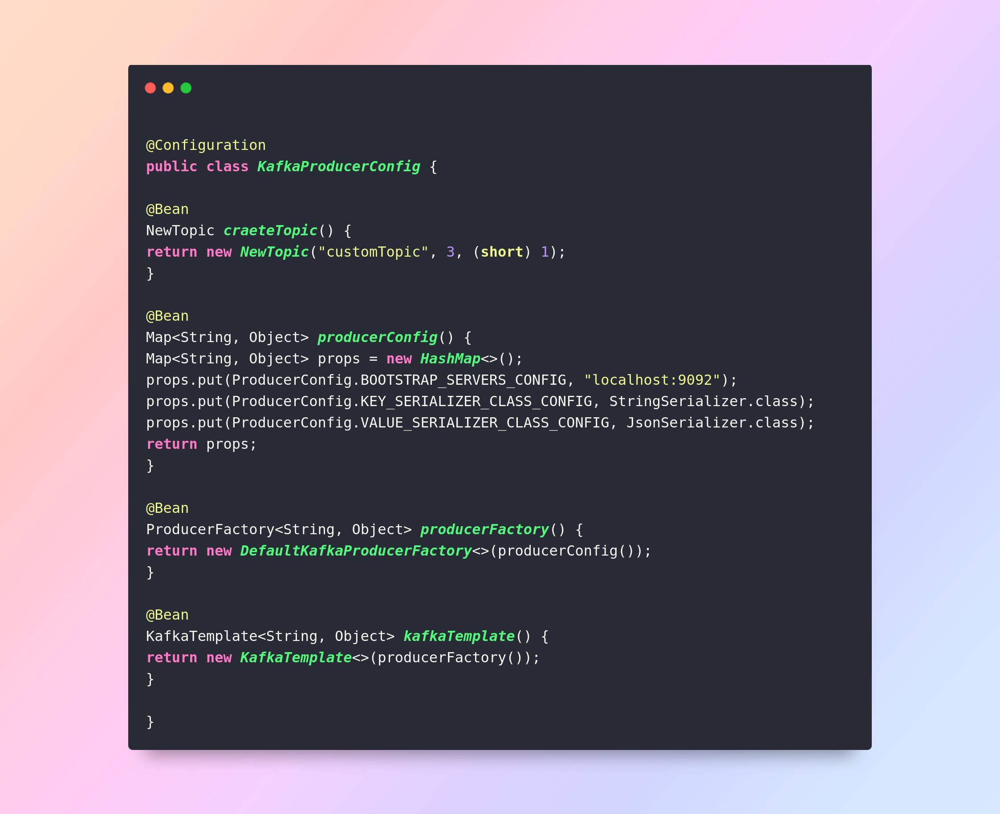 @Configuration
public class KafkaProducerConfig {
@Bean
NewTopic craeteTopic() {
return new NewTopic("customTopic", 3, (short) 1);
}
@Bean
Map<String, Object> producerConfig() {
Map<String, Object> props = new HashMap<>();
props.put(ProducerConfig.BOOTSTRAP_SERVERS_CONFIG, "localhost:9092");
props.put(ProducerConfig.KEY_SERIALIZER_CLASS_CONFIG, StringSerializer.class);
props.put(ProducerConfig.VALUE_SERIALIZER_CLASS_CONFIG, JsonSerializer.class);
return props;
}
@Bean
ProducerFactory<String, Object> producerFactory() {
return new DefaultKafkaProducerFactory<>(producerConfig());
}
@Bean
KafkaTemplate<String, Object> kafkaTemplate() {
return new KafkaTemplate<>(producerFactory());
}
}